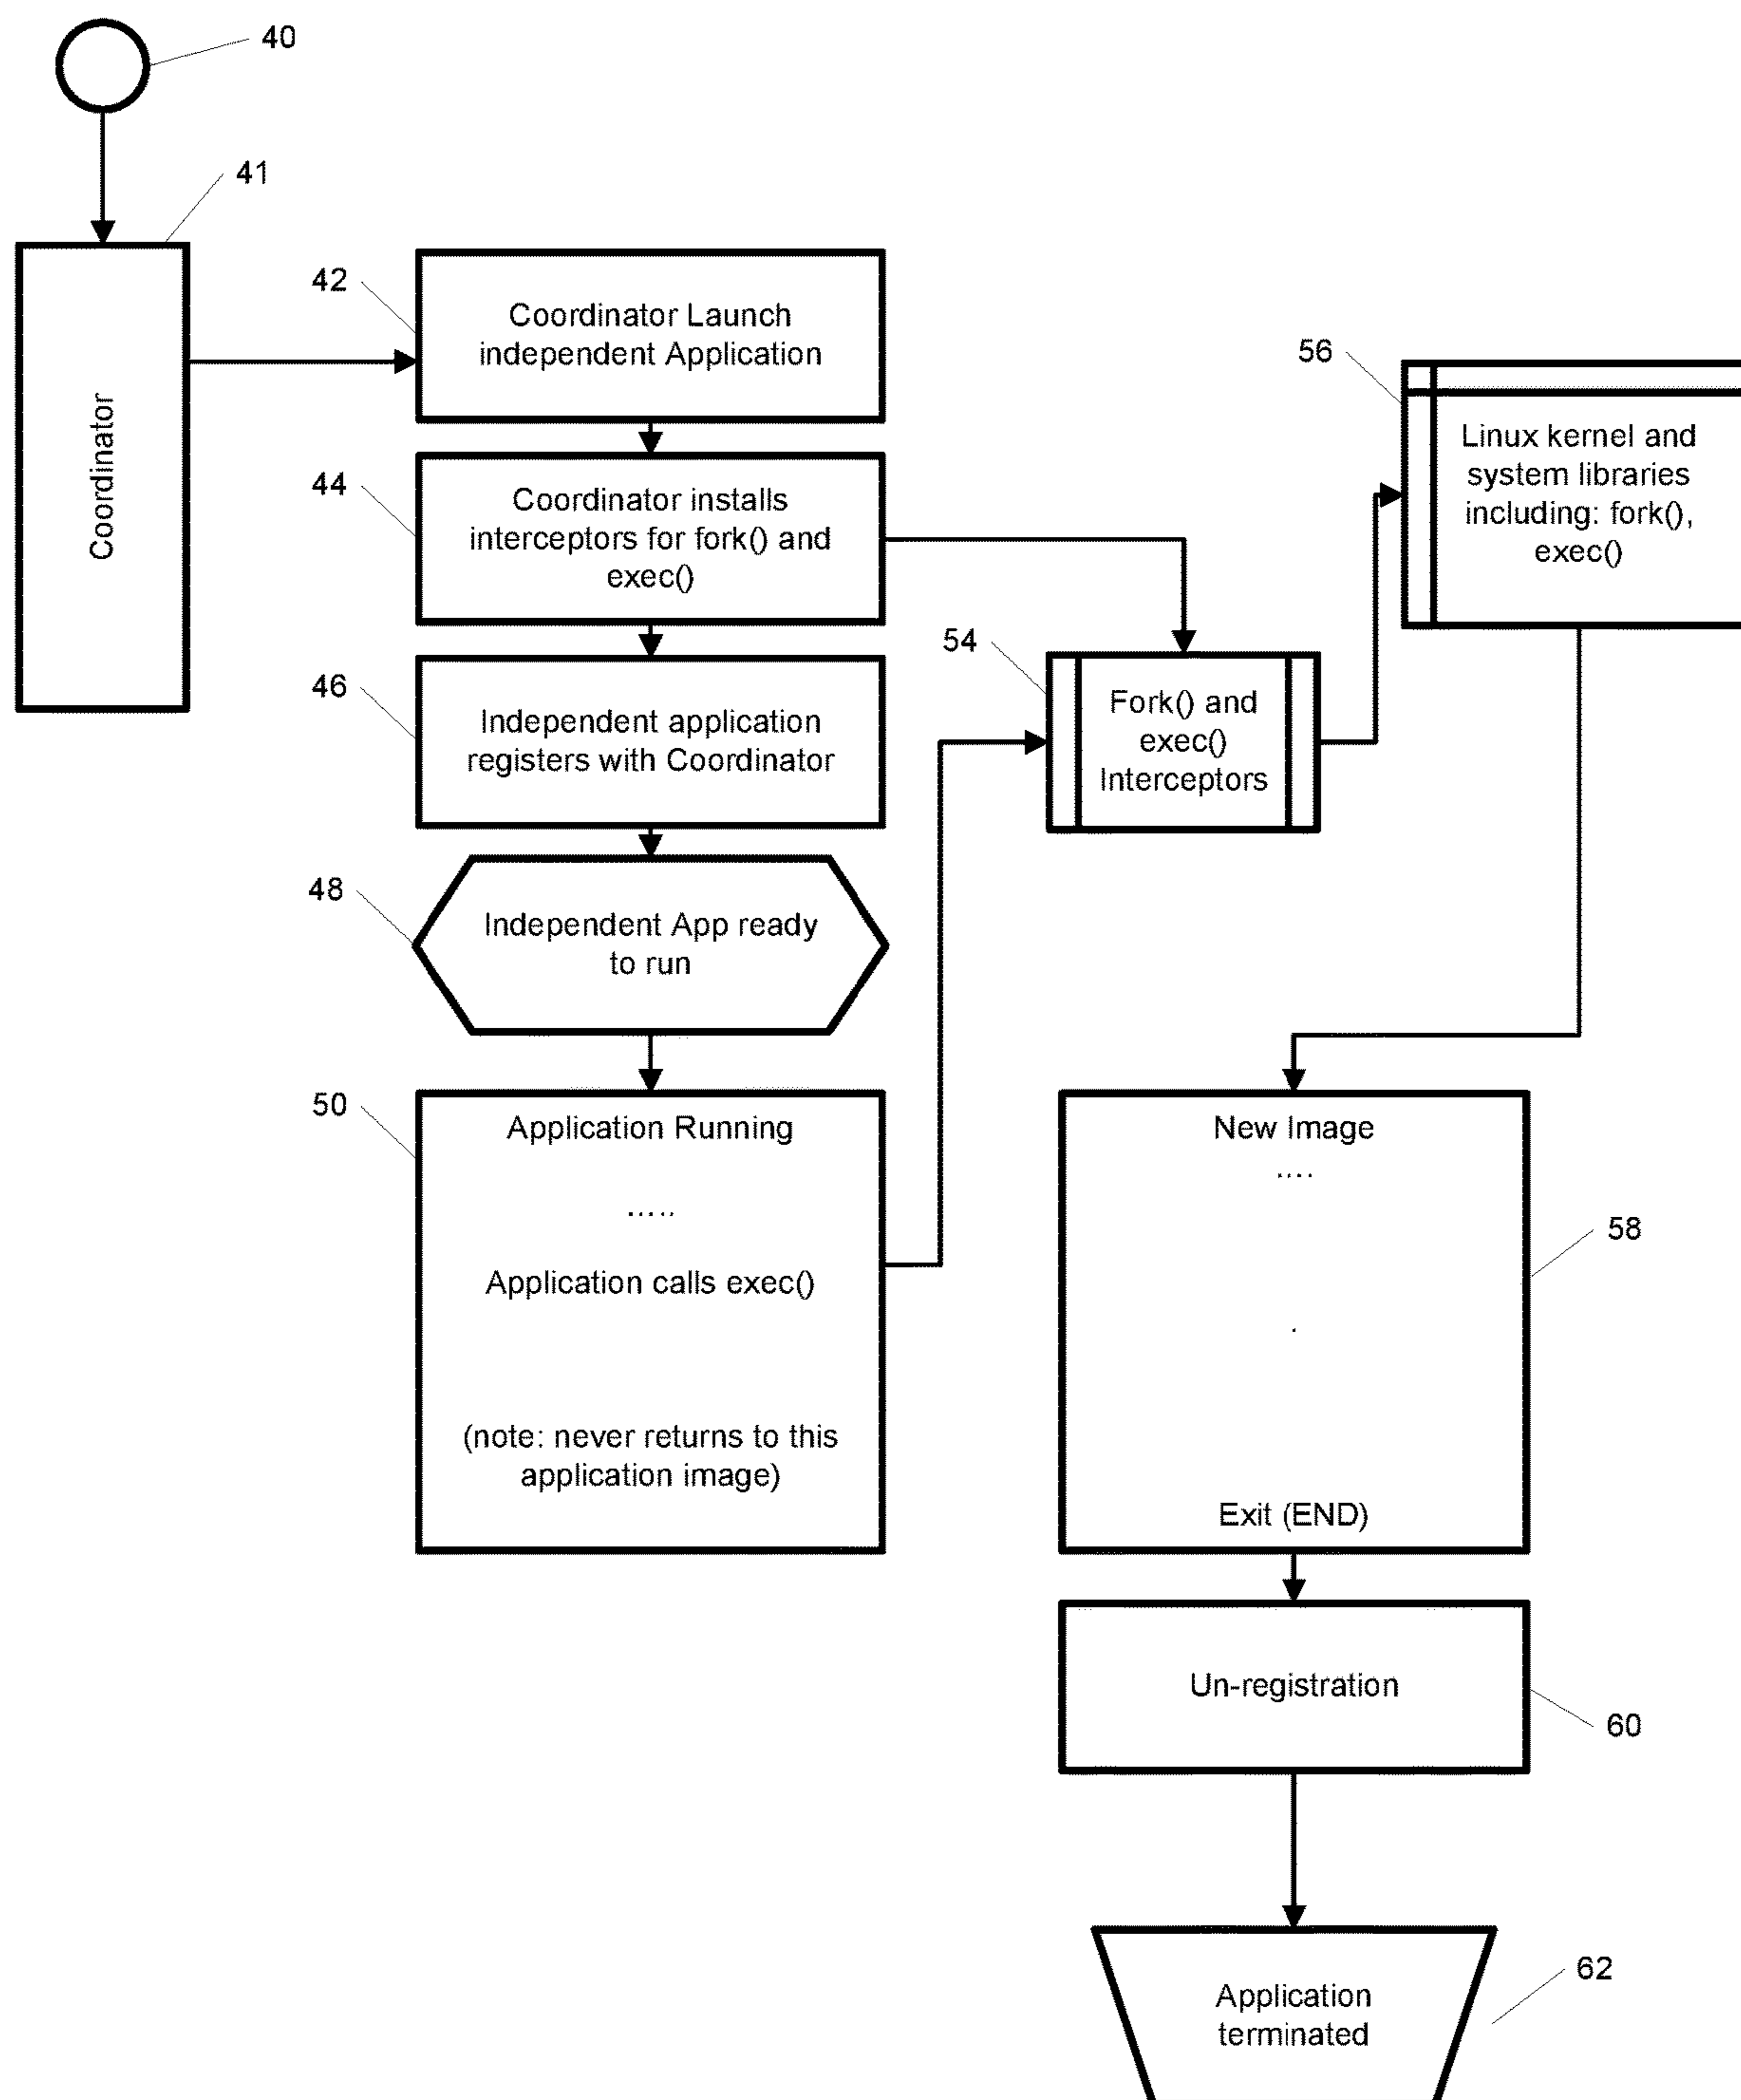 40
41
Coordinator
42
Coordinator Launch
independent Application
44
Coordinator installs
interceptors for fork() and
exec()
46
Independent application
registers with Coordinator
48
Independent App ready
to run
50
Application Running
.....
Application calls exec()
(note: never returns to this
application image)
54
Fork() and
exec()
Interceptors
56
Linux kernel and
system libraries
including: fork(),
exec()
58
New Image
....
.
Exit (END)
60
Un-registration
62
Application
terminated